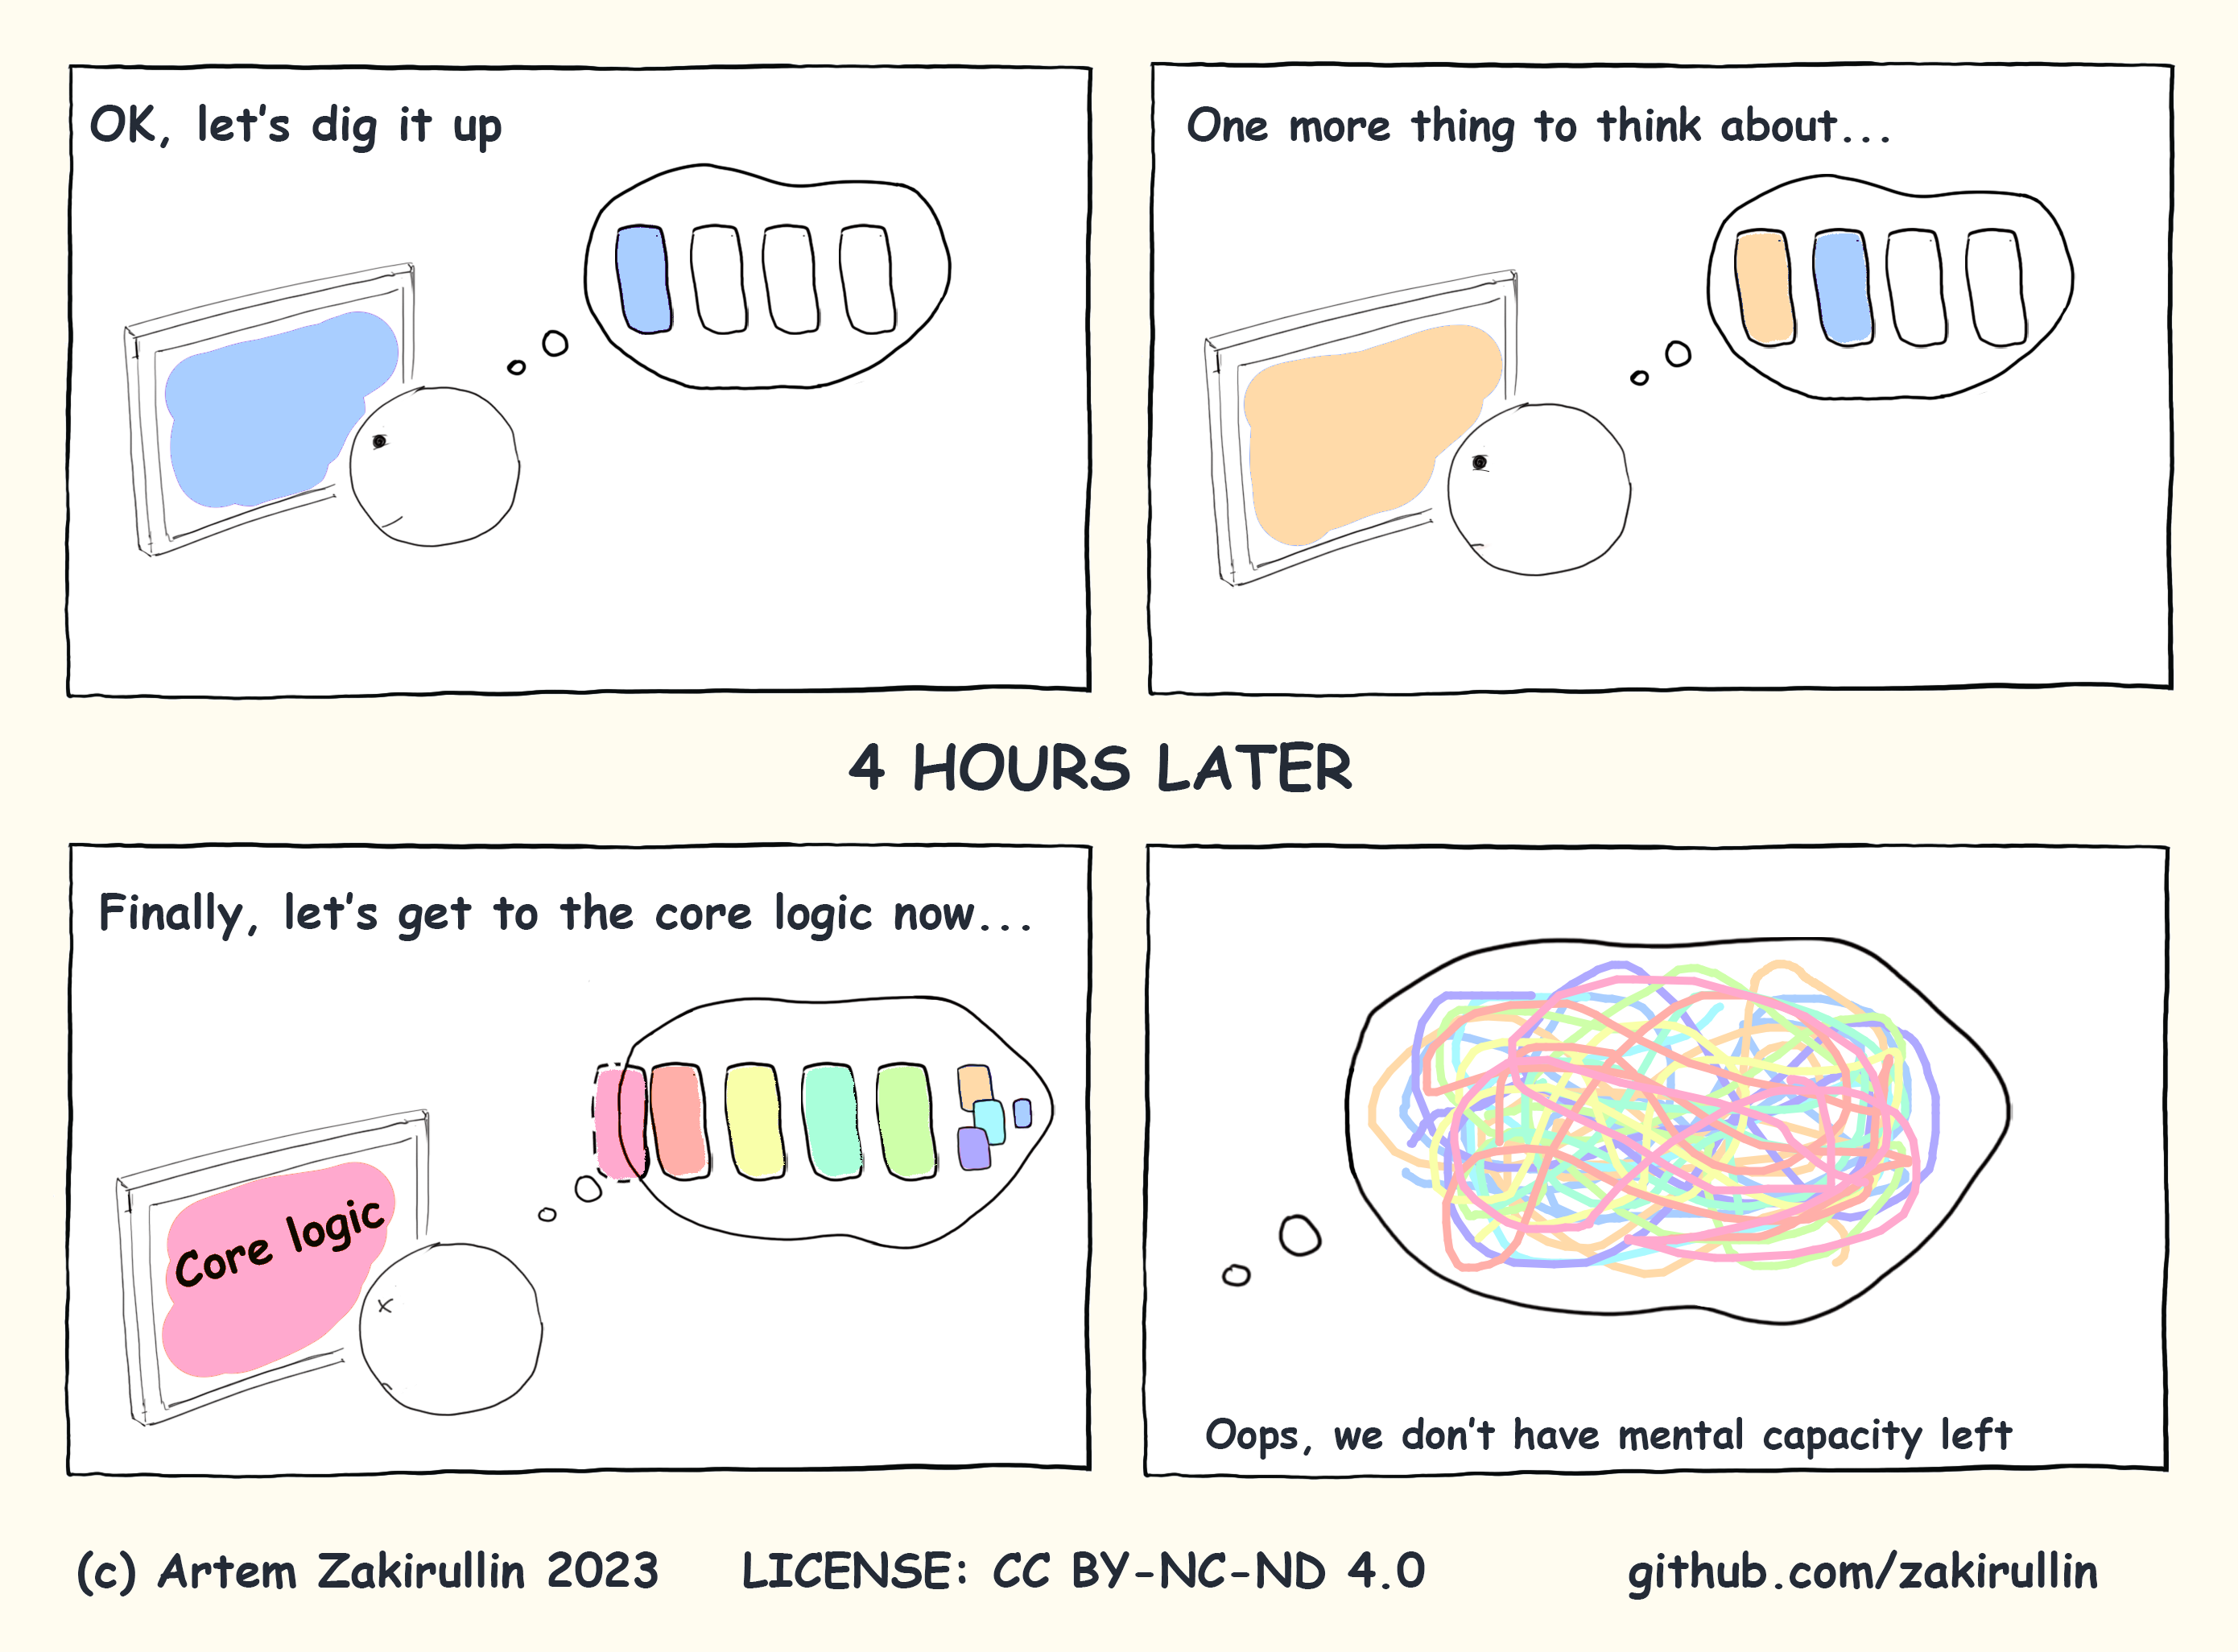 OK, let's dig it up
One more thing to think about...
4 HOURS LATER
Finally, let's get to the core logic now...
Core logic
Oops, we don't have mental capacity left
(c) Artem Zakirullin 2023
LICENSE: CC BY-NC-ND 4.0
github.com/zakirullin